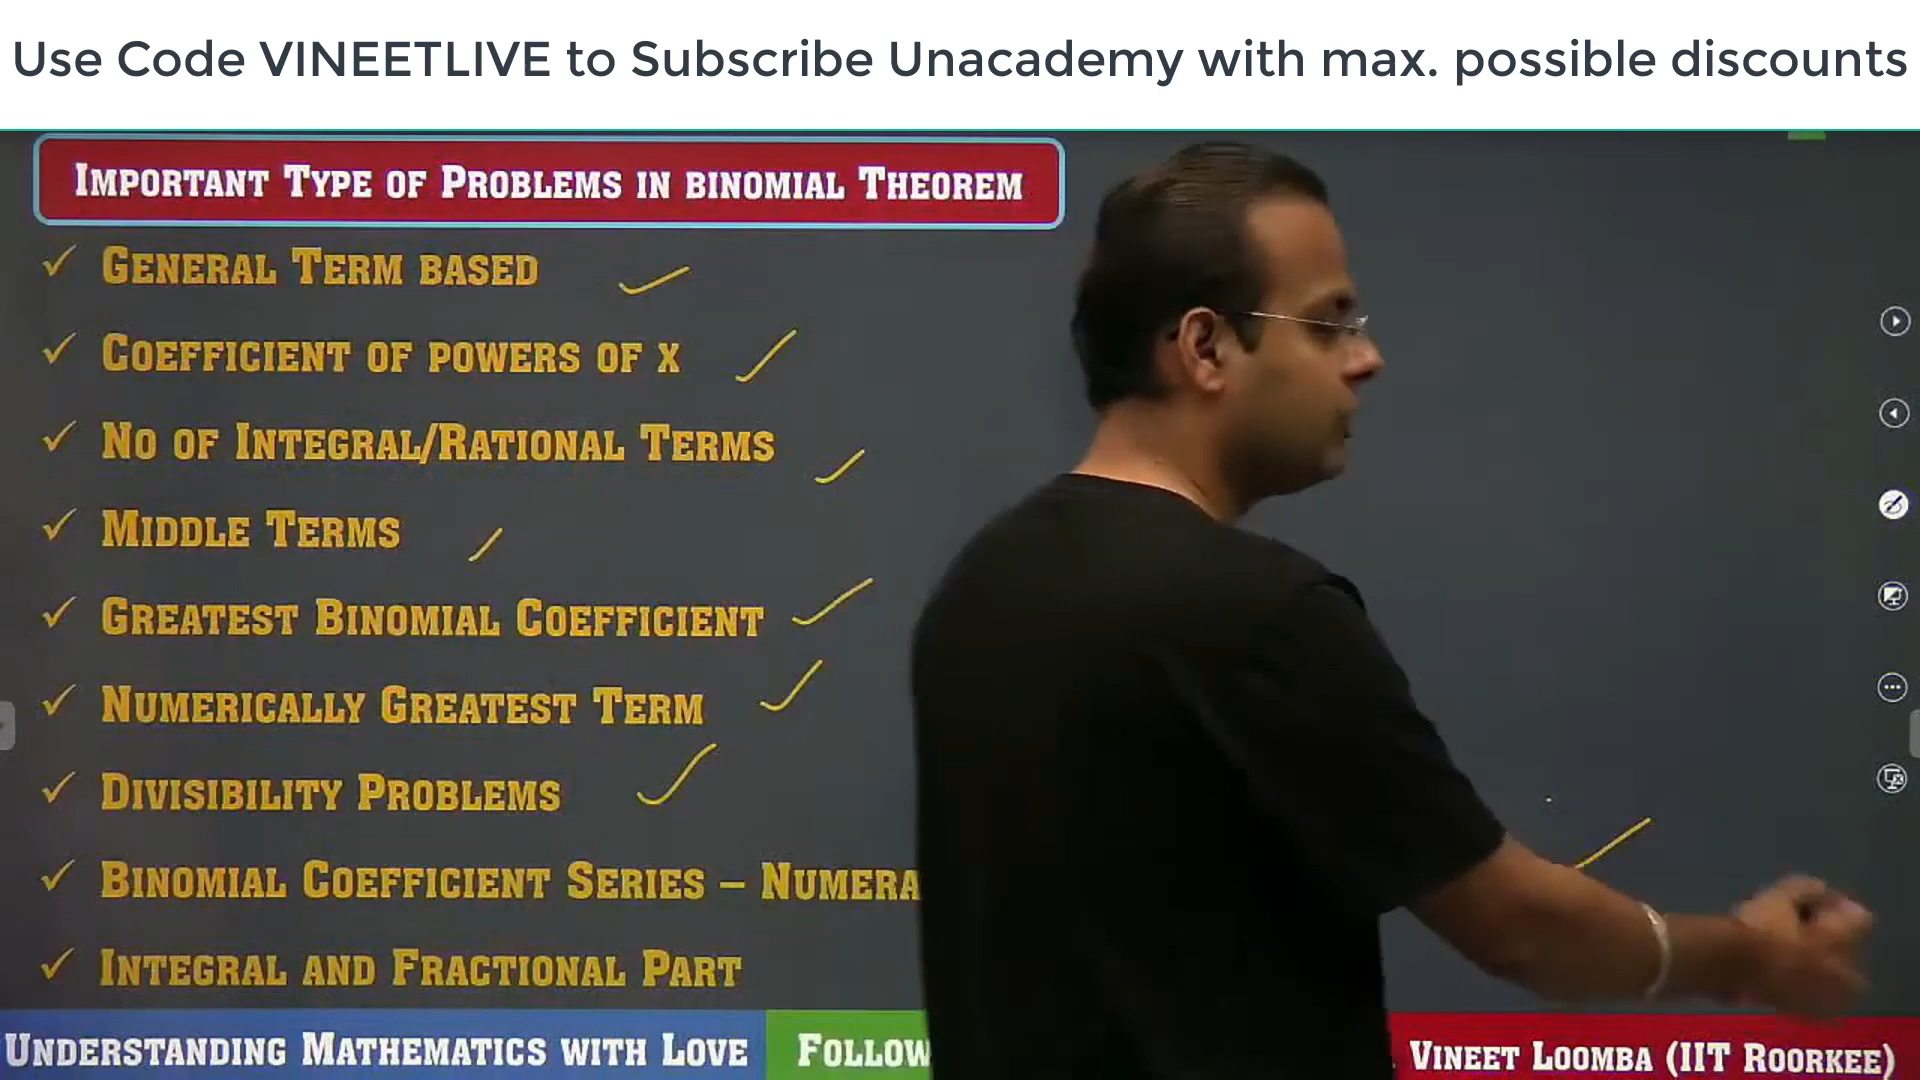 Use Code VINEETLIVE to Subscribe Unacademy with max. possible discounts
IMPORTANT TYPE OF PROBLEMS IN BINOMIAL THEOREM
GENERAL TERM BASED
COEFFICIENT OF POWERS OF X
NO OF INTEGRAL/RATIONAL TERMS
MIDDLE TERMS
GREATEST BINOMIAL COEFFICIENT
NUMERICALLY GREATEST TERM
DIVISIBILITY PROBLEMS
BINOMIAL COEFFICIENT SERIES –
INTEGRAL AND FRACTIONAL PART
UNDERSTANDING MATHEMATICS WITH LOVE
FOLLOW
VINEET LOOMBA (IIT ROORKEE)